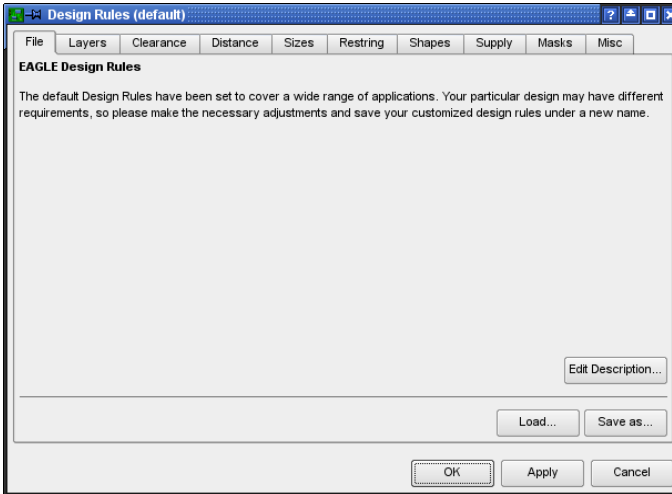 Design Rules (default)
File Layers Clearance Distance Sizes Restring Shapes Supply Masks Misc
EAGLE Design Rules
The default Design Rules have been set to cover a wide range of applications. Your particular design may have different
requirements, so please make the necessary adjustments and save your customized design rules under a new name.
Edit Description...
Load... Save as...
OK Apply Cancel